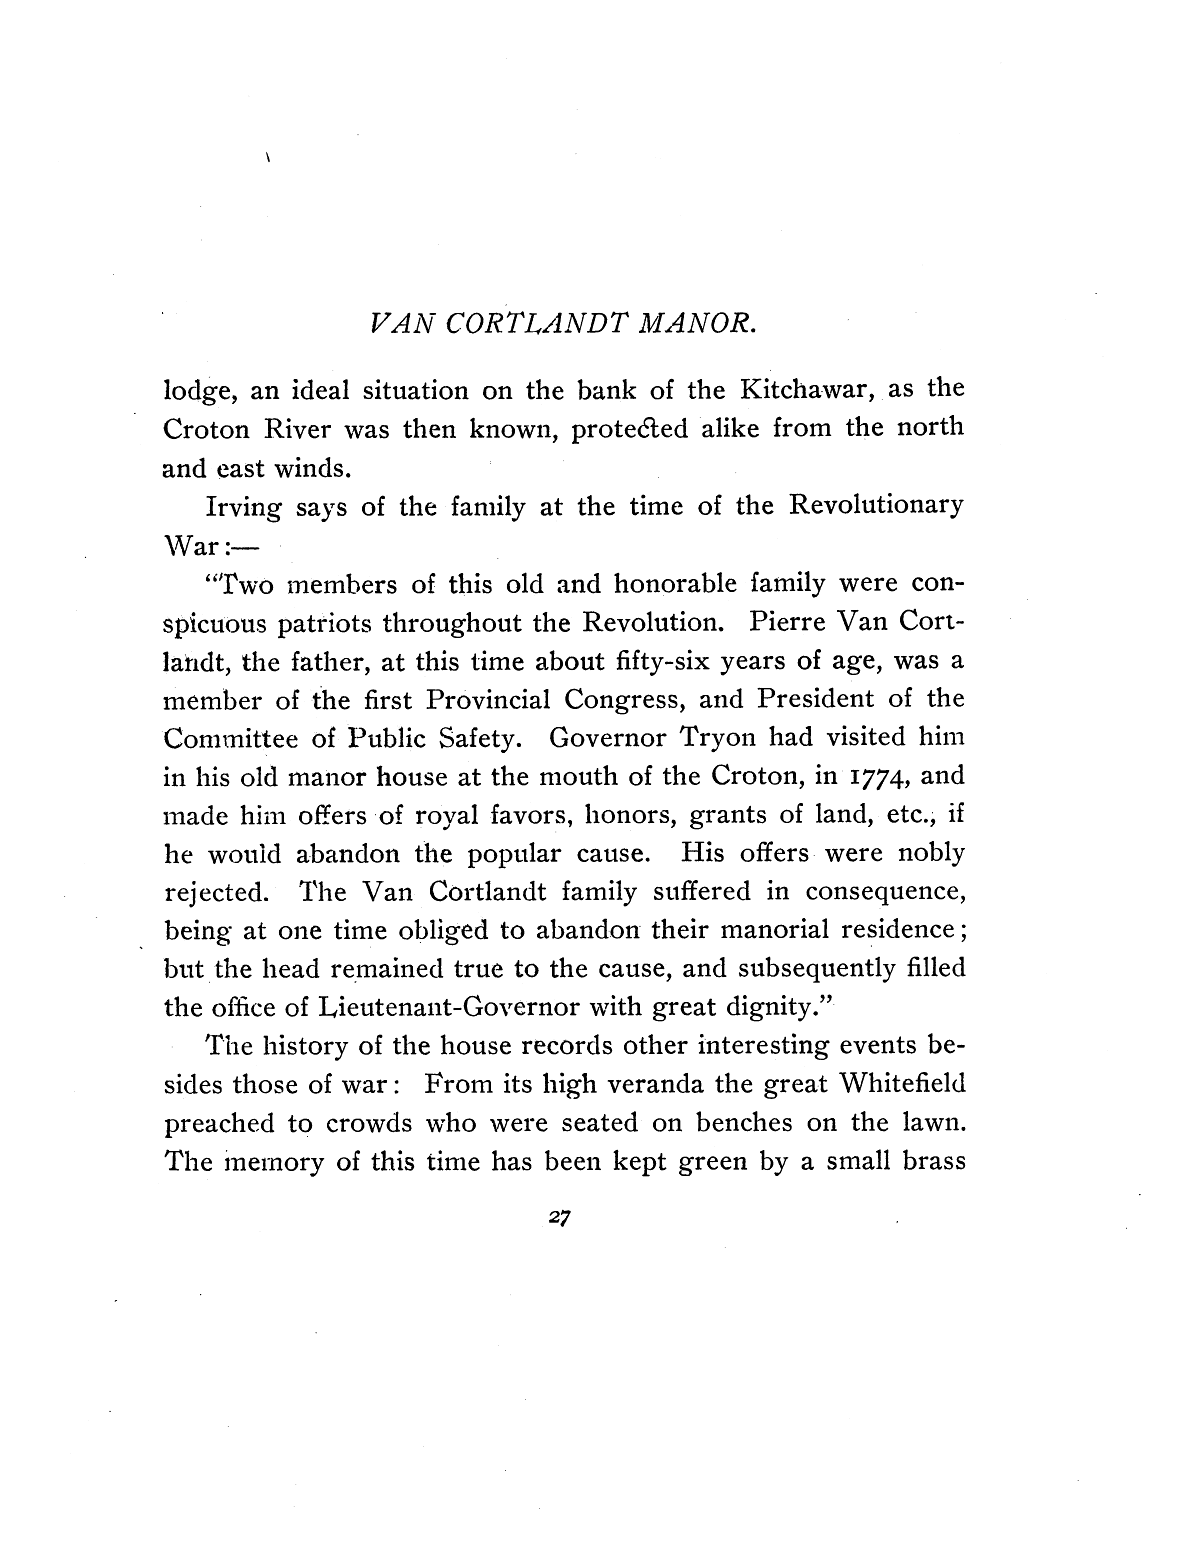 VAN CORTLANDT MANOR.
lodge, an ideal situation on the bank of the Kitchawar, as the
Croton River was then known, protected alike from the north
and east winds.
Irving says of the family at the time of the Revolutionary
War:—
“Two members of this old and honorable family were con-
spicuous patriots throughout the Revolution. Pierre Van Cort-
landt, the father, at this time about fifty-six years of age, was a
member of the first Provincial Congress, and President of the
Committee of Public Safety. Governor Tryon had visited him
in his old manor house at the mouth of the Croton, in 1774, and
made him offers of royal favors, honors, grants of land, etc., if
he would abandon the popular cause. His offers were nobly
rejected. The Van Cortlandt family suffered in consequence,
being at one time obliged to abandon their manorial residence;
but the head remained true to the cause, and subsequently filled
the office of Lieutenant-Governor with great dignity.”
The history of the house records other interesting events be-
sides those of war: From its high veranda the great Whitefield
preached to crowds who were seated on benches on the lawn.
The memory of this time has been kept green by a small brass
27